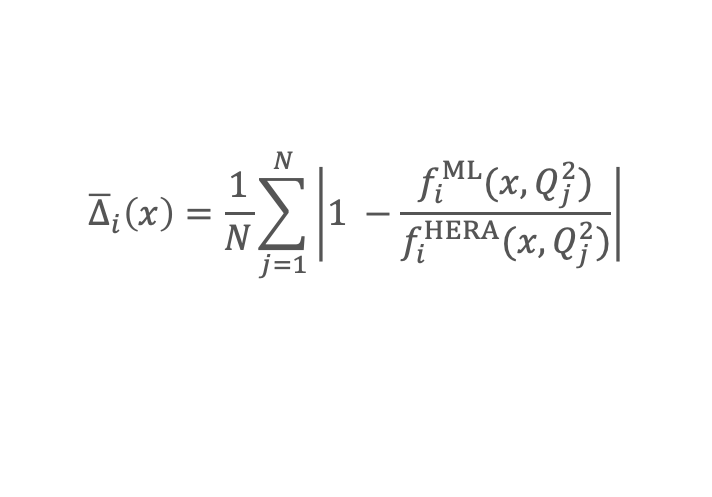 $$\overline{\Delta}_i(x) = \frac{1}{N} \sum_{j=1}^{N} \left| 1 - \frac{f_i^{\mathrm{ML}}(x, Q_j^2)}{f_i^{\mathrm{HERA}}(x, Q_j^2)} \right|$$